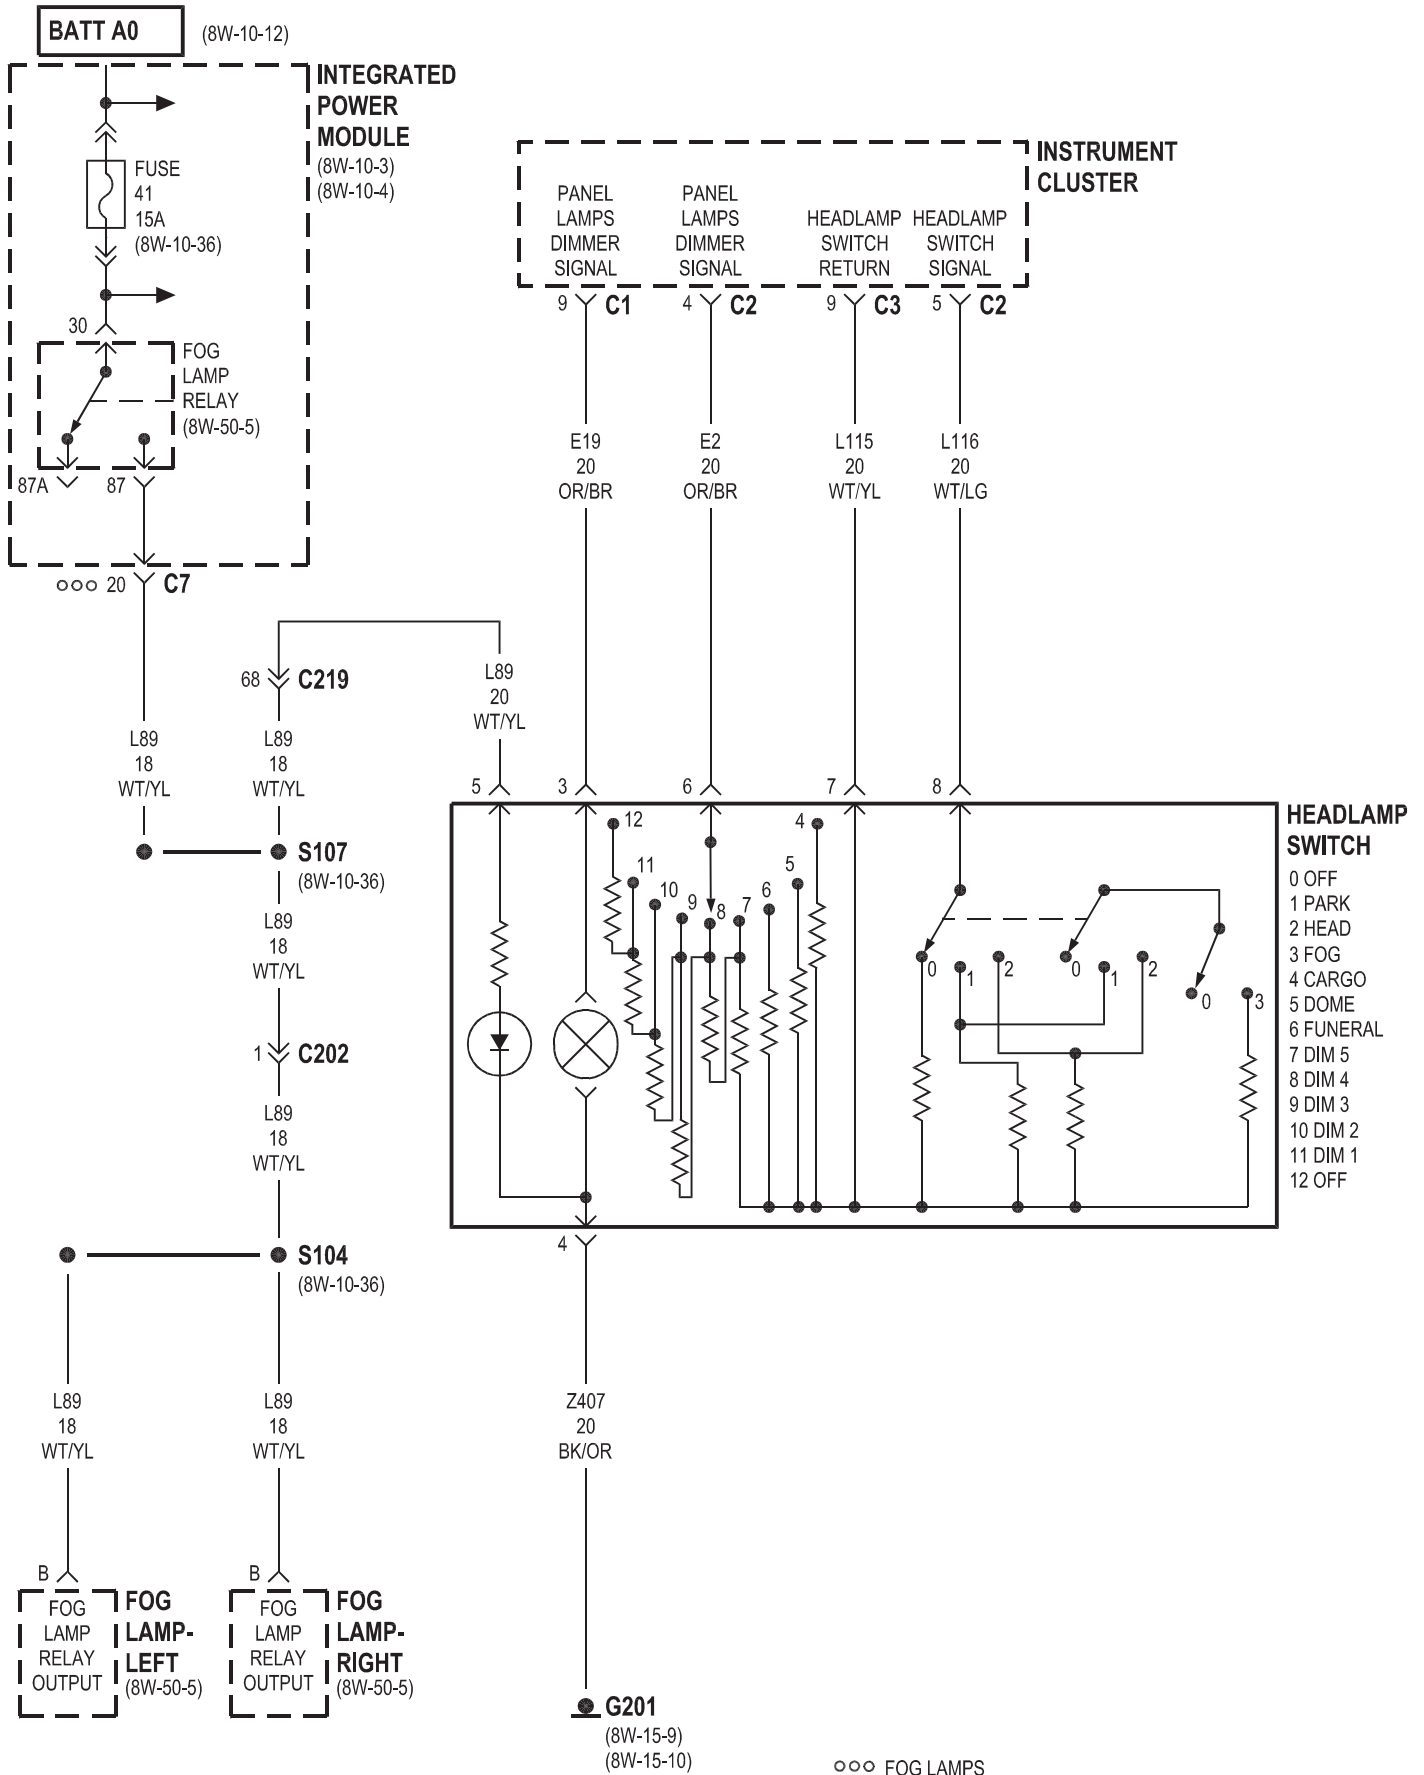 BATT A0 (8W-10-12)
INTEGRATED
POWER
MODULE
(8W-10-3)
(8W-10-4)
FUSE
41
15A
(8W-10-36)
30
FOG
LAMP
RELAY
(8W-50-5)
87A
87
20 C7
INSTRUMENT
CLUSTER
PANEL
LAMPS
DIMMER
SIGNAL
PANEL
LAMPS
DIMMER
SIGNAL
HEADLAMP
SWITCH
RETURN
HEADLAMP
SWITCH
SIGNAL
9 C1
4 C2
9 C3
5 C2
E19
20
OR/BR
E2
20
OR/BR
L115
20
WT/YL
L116
20
WT/LG
68 C219
L89
20
WT/YL
L89
18
WT/YL
L89
18
WT/YL
5
3
6
7
8
HEADLAMP
SWITCH
0 OFF
1 PARK
2 HEAD
3 FOG
4 CARGO
5 DOME
6 FUNERAL
7 DIM 5
8 DIM 4
9 DIM 3
10 DIM 2
11 DIM 1
12 OFF
12
11
10
9
8
7
6
5
4
0
1
2
0
1
2
0
3
S107
(8W-10-36)
L89
18
WT/YL
1 C202
L89
18
WT/YL
4
S104
(8W-10-36)
L89
18
WT/YL
L89
18
WT/YL
Z407
20
BK/OR
B
B
FOG
LAMP
RELAY
OUTPUT
FOG
LAMP-
LEFT
(8W-50-5)
FOG
LAMP
RELAY
OUTPUT
FOG
LAMP-
RIGHT
(8W-50-5)
G201
(8W-15-9)
(8W-15-10)
FOG LAMPS